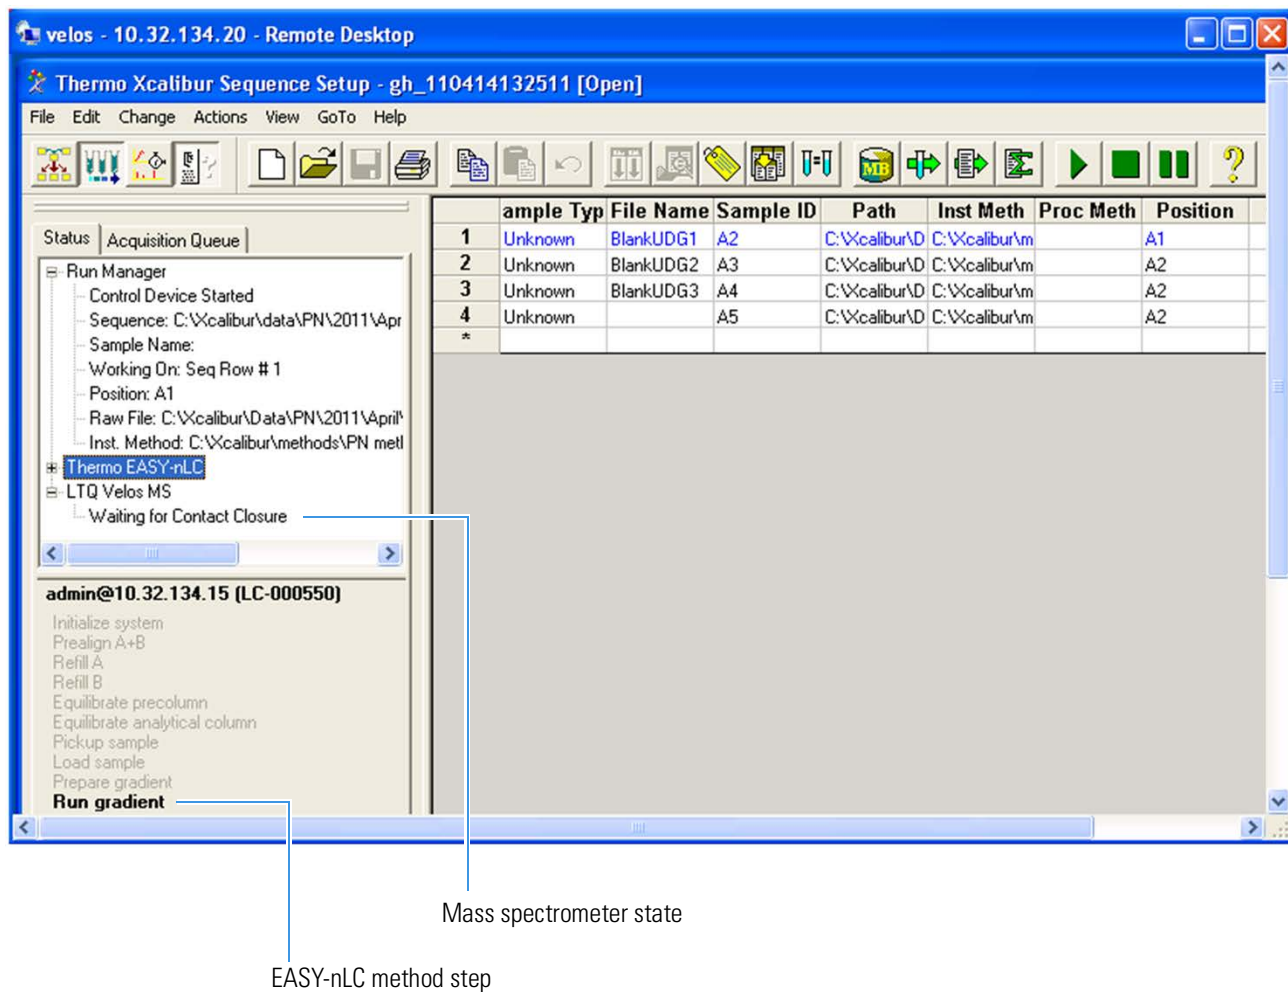 velos - 10.32.134.20 - Remote Desktop
Thermo Xcalibur Sequence Setup - gh_110414132511 [Open]
File Edit Change Actions View GoTo Help
MB
ample Typ File Name Sample ID Path Inst Meth Proc Meth Position
1 Unknown BlankUDG1 A2 C:\Xcalibur\D C:\Xcalibur\m A1
2 Unknown BlankUDG2 A3 C:\Xcalibur\D C:\Xcalibur\m A2
3 Unknown BlankUDG3 A4 C:\Xcalibur\D C:\Xcalibur\m A2
4 Unknown A5 C:\Xcalibur\D C:\Xcalibur\m A2
*
Status Acquisition Queue
Run Manager
Control Device Started
Sequence: C:\Xcalibur\data\PN\2011\Apr
Sample Name:
Working On: Seq Row # 1
Position: A1
Raw File: C:\Xcalibur\Data\PN\2011\April\
Inst. Method: C:\Xcalibur\methods\PN metl
Thermo EASY-nLC
LTQ Velos MS
Waiting for Contact Closure
admin@10.32.134.15 (LC-000550)
Initialize system
Prealign A+B
Refill A
Refill B
Equilibrate precolumn
Equilibrate analytical column
Pickup sample
Load sample
Prepare gradient
Run gradient
Mass spectrometer state
EASY-nLC method step